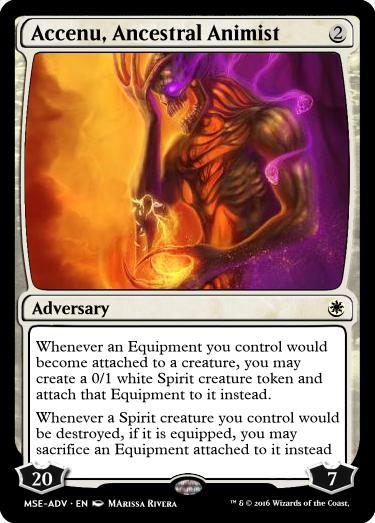 Accenu, Ancestral Animist 2
Adversary
Whenever an Equipment you control would
become attached to a creature, you may
create a 0/1 white Spirit creature token and
attach that Equipment to it instead.
Whenever a Spirit creature you control would
be destroyed, if it is equipped, you may
sacrifice an Equipment attached to it instead
20
7
MSE-ADV • EN MArissa Rivera
™ & © 2016 Wizards of the Coast,